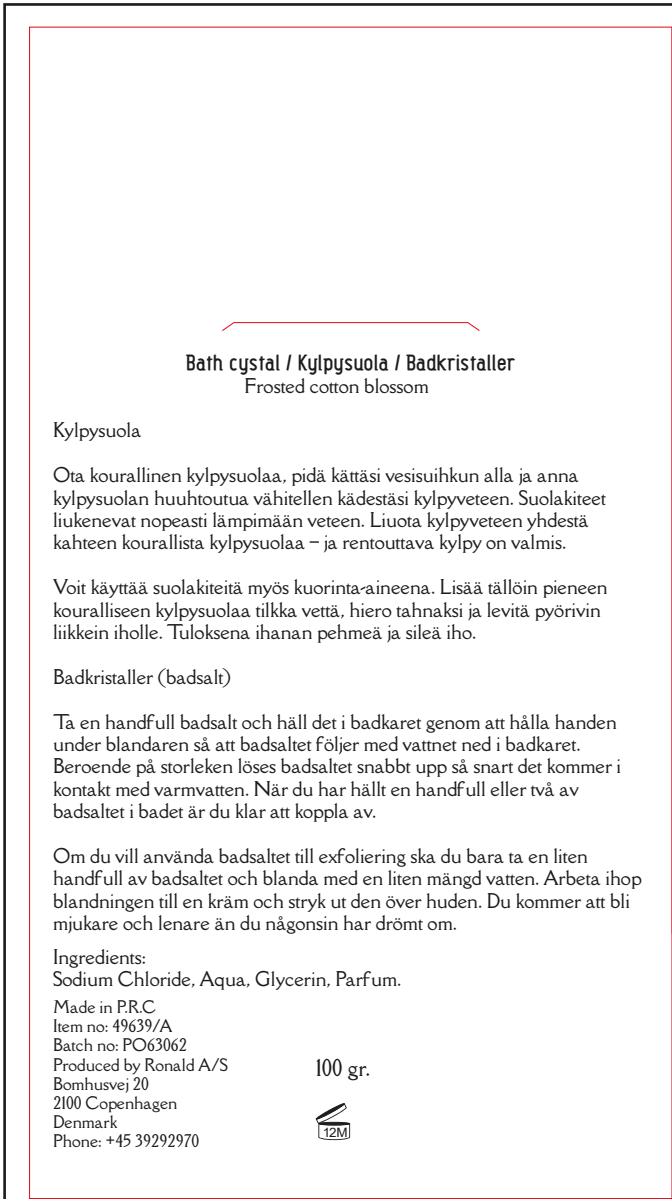 Bath cystal / Kylpysuola / Badkristaller
Frosted cotton blossom
Kylpysuola
Ota kourallinen kylpysuolaa, pidä kättäsi vesisuihkun alla ja anna
kylpysuolan huuhtoutua vähitellen kädestäsi kylpyveteen. Suolakiteet
liukenevat nopeasti lämpimään veteen. Liuota kylpyveteen yhdestä
kahteen kourallista kylpysuolaa – ja rentouttava kylpy on valmis.
Voit käyttää suolakiteitä myös kuorinta-aineena. Lisää tällöin pieneen
kouralliseen kylpysuolaa tilkka vettä, hiero tahnaksi ja levitä pyörivin
liikkein iholle. Tuloksena ihanan pehmeä ja sileä iho.
Badkristaller (badsalt)
Ta en handfull badsalt och häll det i badkaret genom att hålla handen
under blandaren så att badsaltet följer med vattnet ned i badkaret.
Beroende på storleken löses badsaltet snabbt upp så snart det kommer i
kontakt med varmvatten. När du har hällt en handfull eller två av
badsaltet i badet är du klar att koppla av.
Om du vill använda badsaltet till exfoliering ska du bara ta en liten
handfull av badsaltet och blanda med en liten mängd vatten. Arbeta ihop
blandningen till en kräm och stryk ut den över huden. Du kommer att bli
mjukare och lenare än du någonsin har drömt om.
Ingredients:
Sodium Chloride, Aqua, Glycerin, Parfum.
Made in P.R.C
Item no: 49639/A
Batch no: PO63062
Produced by Ronald A/S
Bomhusvej 20
2100 Copenhagen
Denmark
Phone: +45 39292970
100 gr.
12M